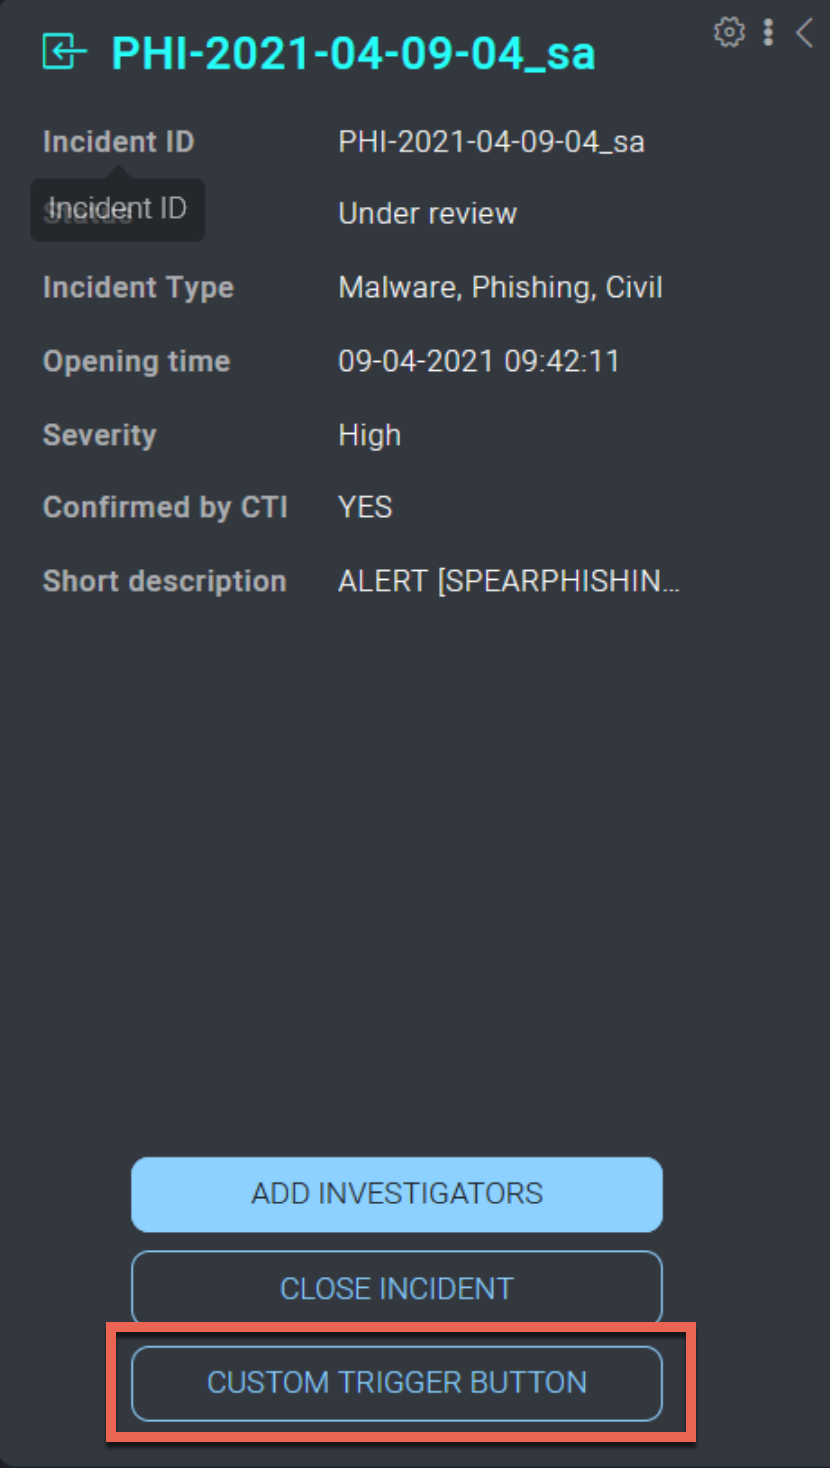 PHI-2021-04-09-04_sa
Incident ID PHI-2021-04-09-04_sa
Incident ID Under review
Incident Type Malware, Phishing, Civil
Opening time 09-04-2021 09:42:11
Severity High
Confirmed by CTI YES
Short description ALERT [SPEARPHISHIN...
ADD INVESTIGATORS
CLOSE INCIDENT
CUSTOM TRIGGER BUTTON